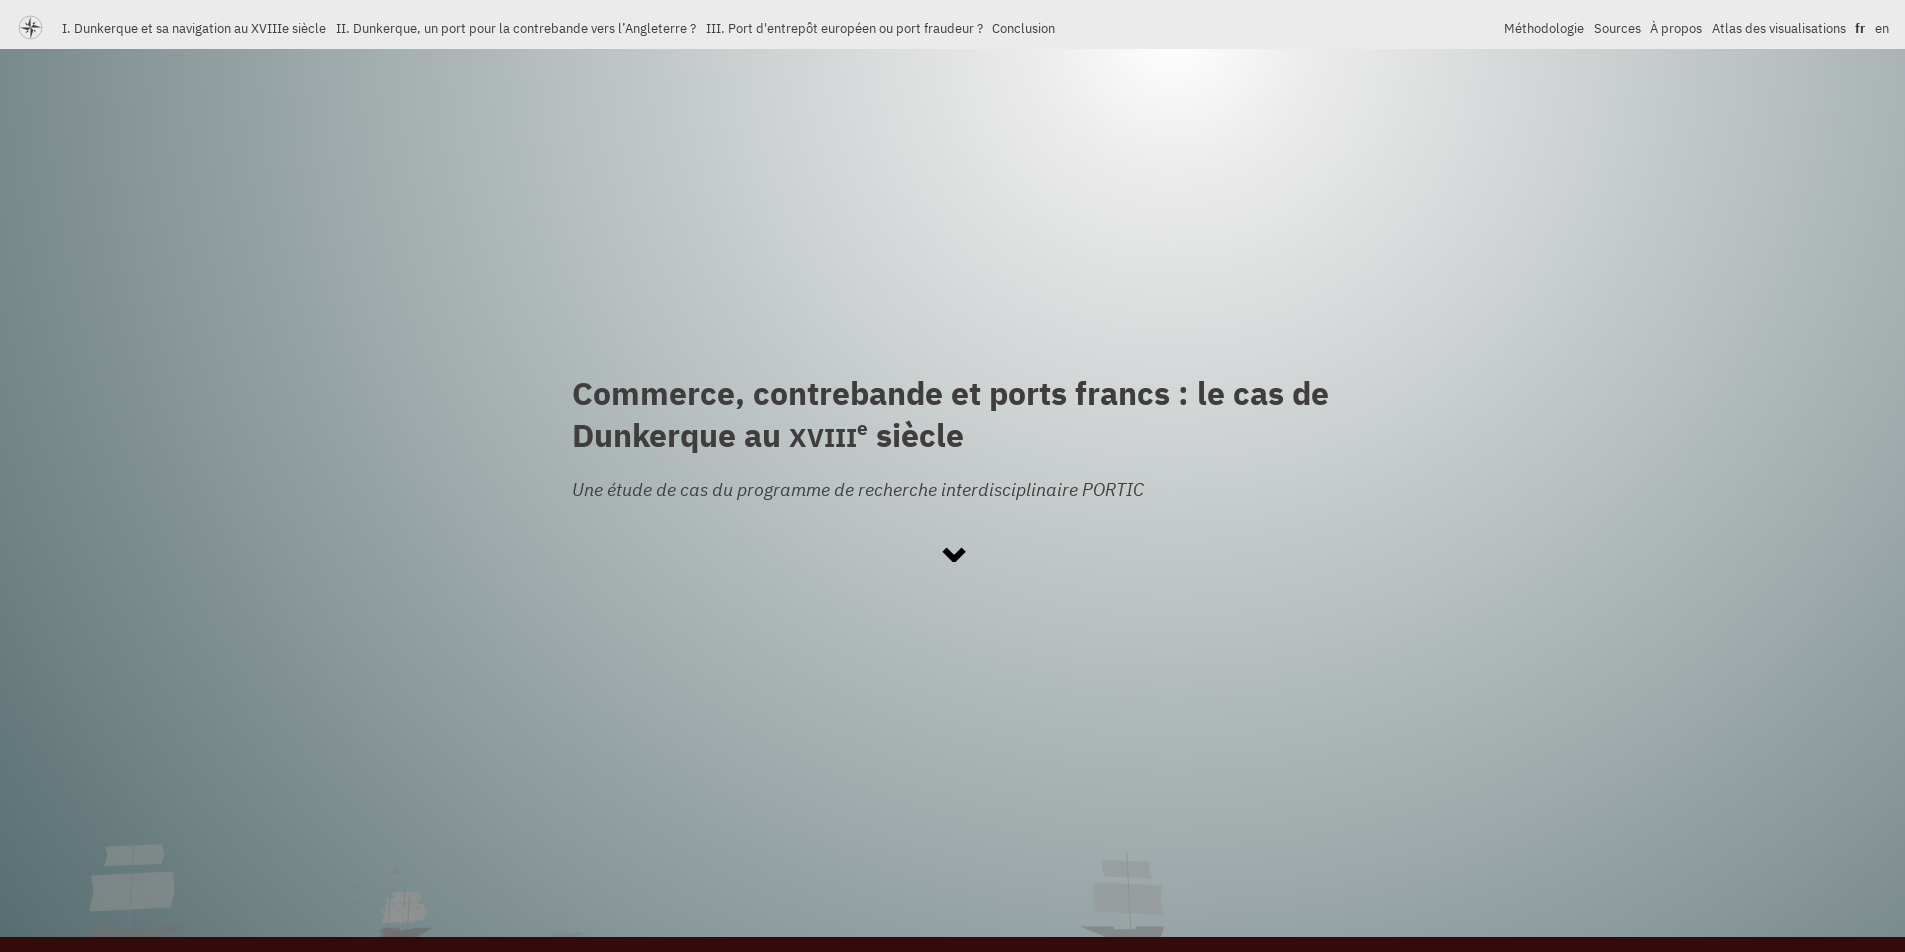 I. Dunkerque et sa navigation au XVIIIe siècle II. Dunkerque, un port pour la contrebande vers l’Angleterre ? III. Port d'entrepôt européen ou port fraudeur ? Conclusion Méthodologie Sources À propos Atlas des visualisations fr en
Commerce, contrebande et ports francs : le cas de
Dunkerque au XVIIIe siècle
Une étude de cas du programme de recherche interdisciplinaire PORTIC